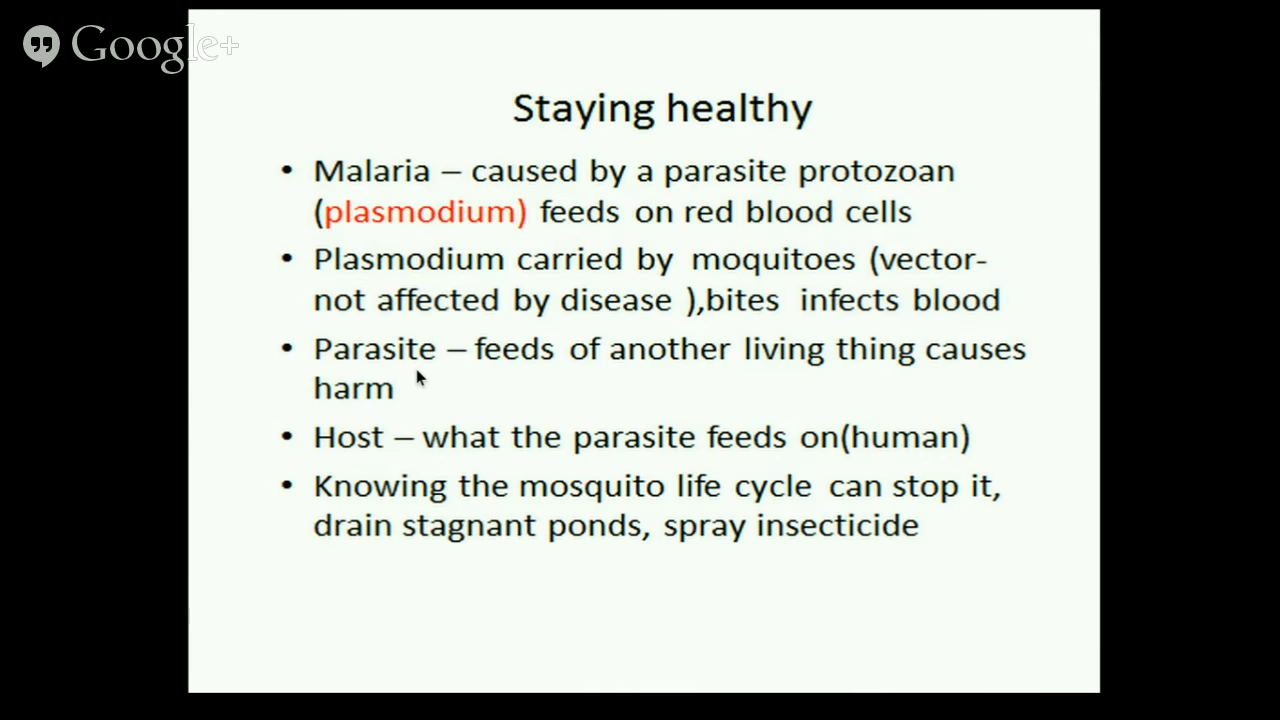 Google+
Staying healthy
• Malaria – caused by a parasite protozoan
(plasmodium) feeds on red blood cells
• Plasmodium carried by moquitoes (vector-
not affected by disease ),bites infects blood
• Parasite – feeds of another living thing causes
harm
• Host – what the parasite feeds on(human)
• Knowing the mosquito life cycle can stop it,
drain stagnant ponds, spray insecticide